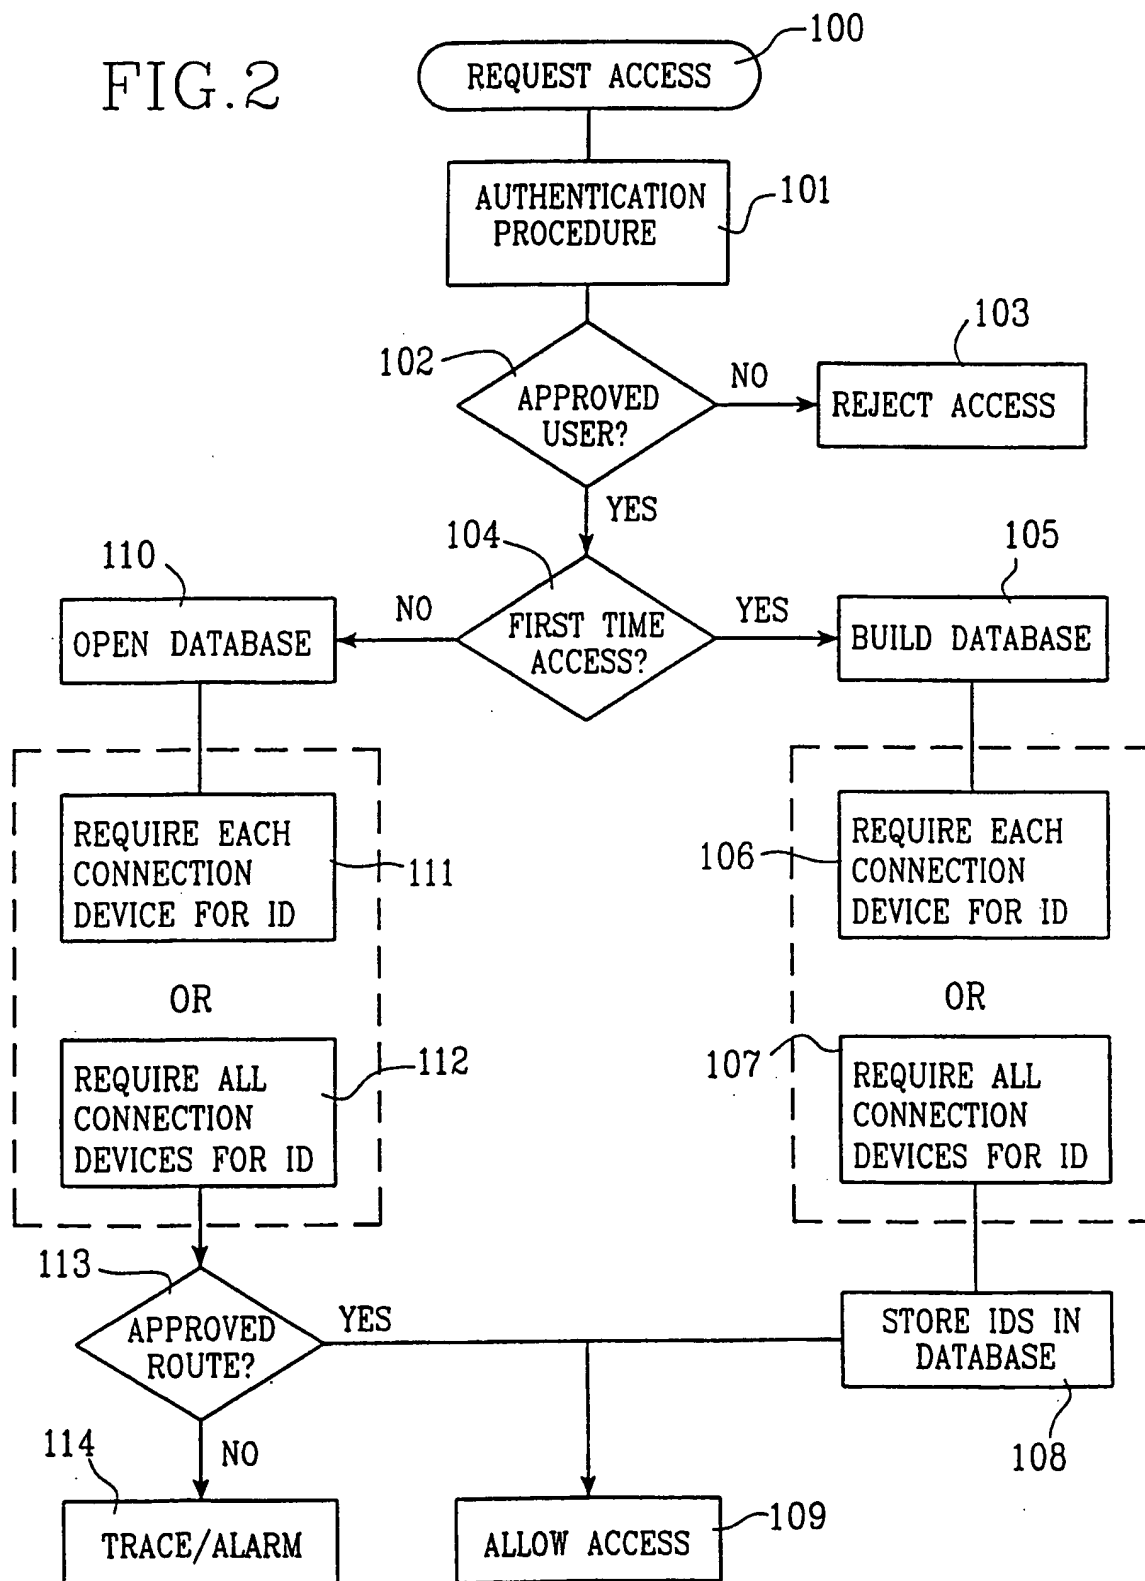 FIG.2
100
REQUEST ACCESS
AUTHENTICATION
PROCEDURE
101
102
APPROVED
USER?
NO
103
REJECT ACCESS
YES
104
FIRST TIME
ACCESS?
NO
YES
110
OPEN DATABASE
105
BUILD DATABASE
REQUIRE EACH
CONNECTION
DEVICE FOR ID
111
OR
REQUIRE ALL
CONNECTION
DEVICES FOR ID
112
106
REQUIRE EACH
CONNECTION
DEVICE FOR ID
OR
107
REQUIRE ALL
CONNECTION
DEVICES FOR ID
113
APPROVED
ROUTE?
YES
STORE IDS IN
DATABASE
108
NO
114
TRACE/ALARM
ALLOW ACCESS
109